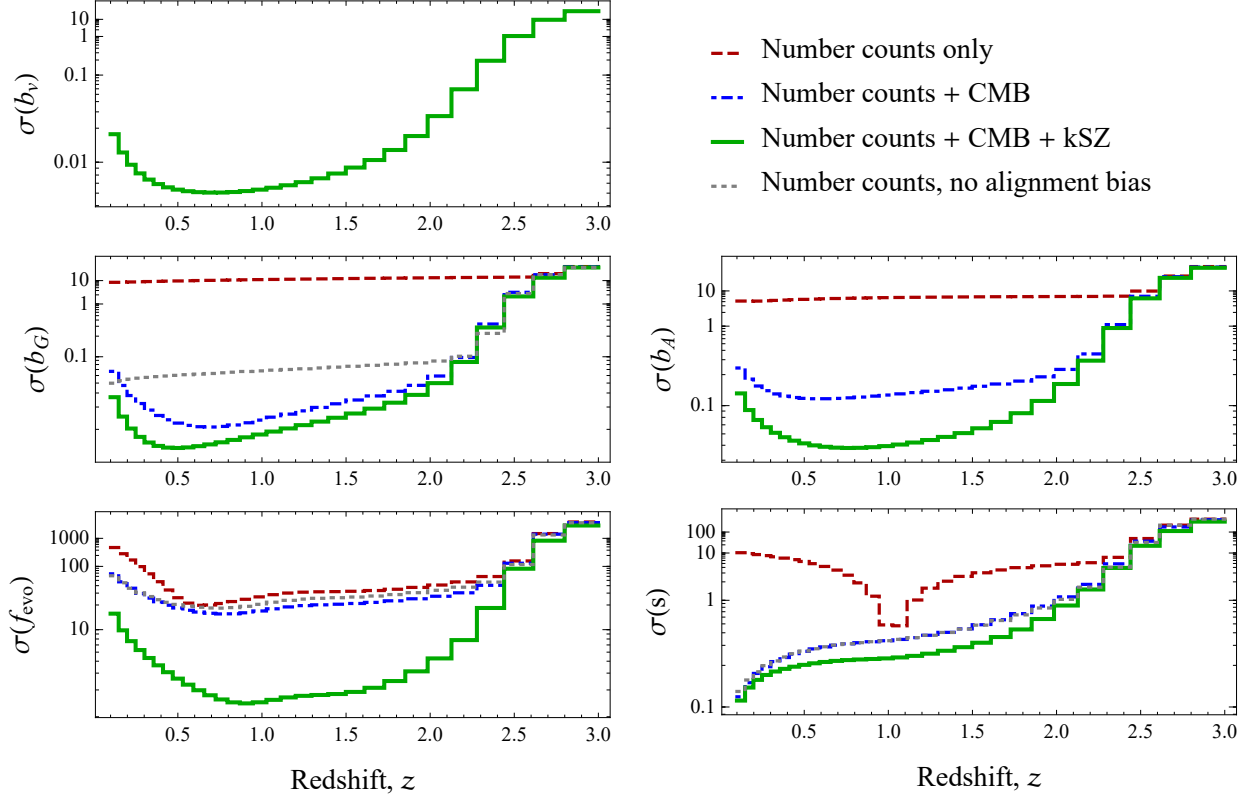 σ(b_v)
10
1
0.1
0.01
0.5 1.0 1.5 2.0 2.5 3.0
Number counts only
Number counts + CMB
Number counts + CMB + kSZ
Number counts, no alignment bias
σ(b_G)
10
1
0.1
0.5 1.0 1.5 2.0 2.5 3.0
σ(b_A)
10
1
0.1
0.5 1.0 1.5 2.0 2.5 3.0
σ(f_evo)
1000
100
10
0.5 1.0 1.5 2.0 2.5 3.0
Redshift, z
σ(s)
100
10
1
0.1
0.5 1.0 1.5 2.0 2.5 3.0
Redshift, z